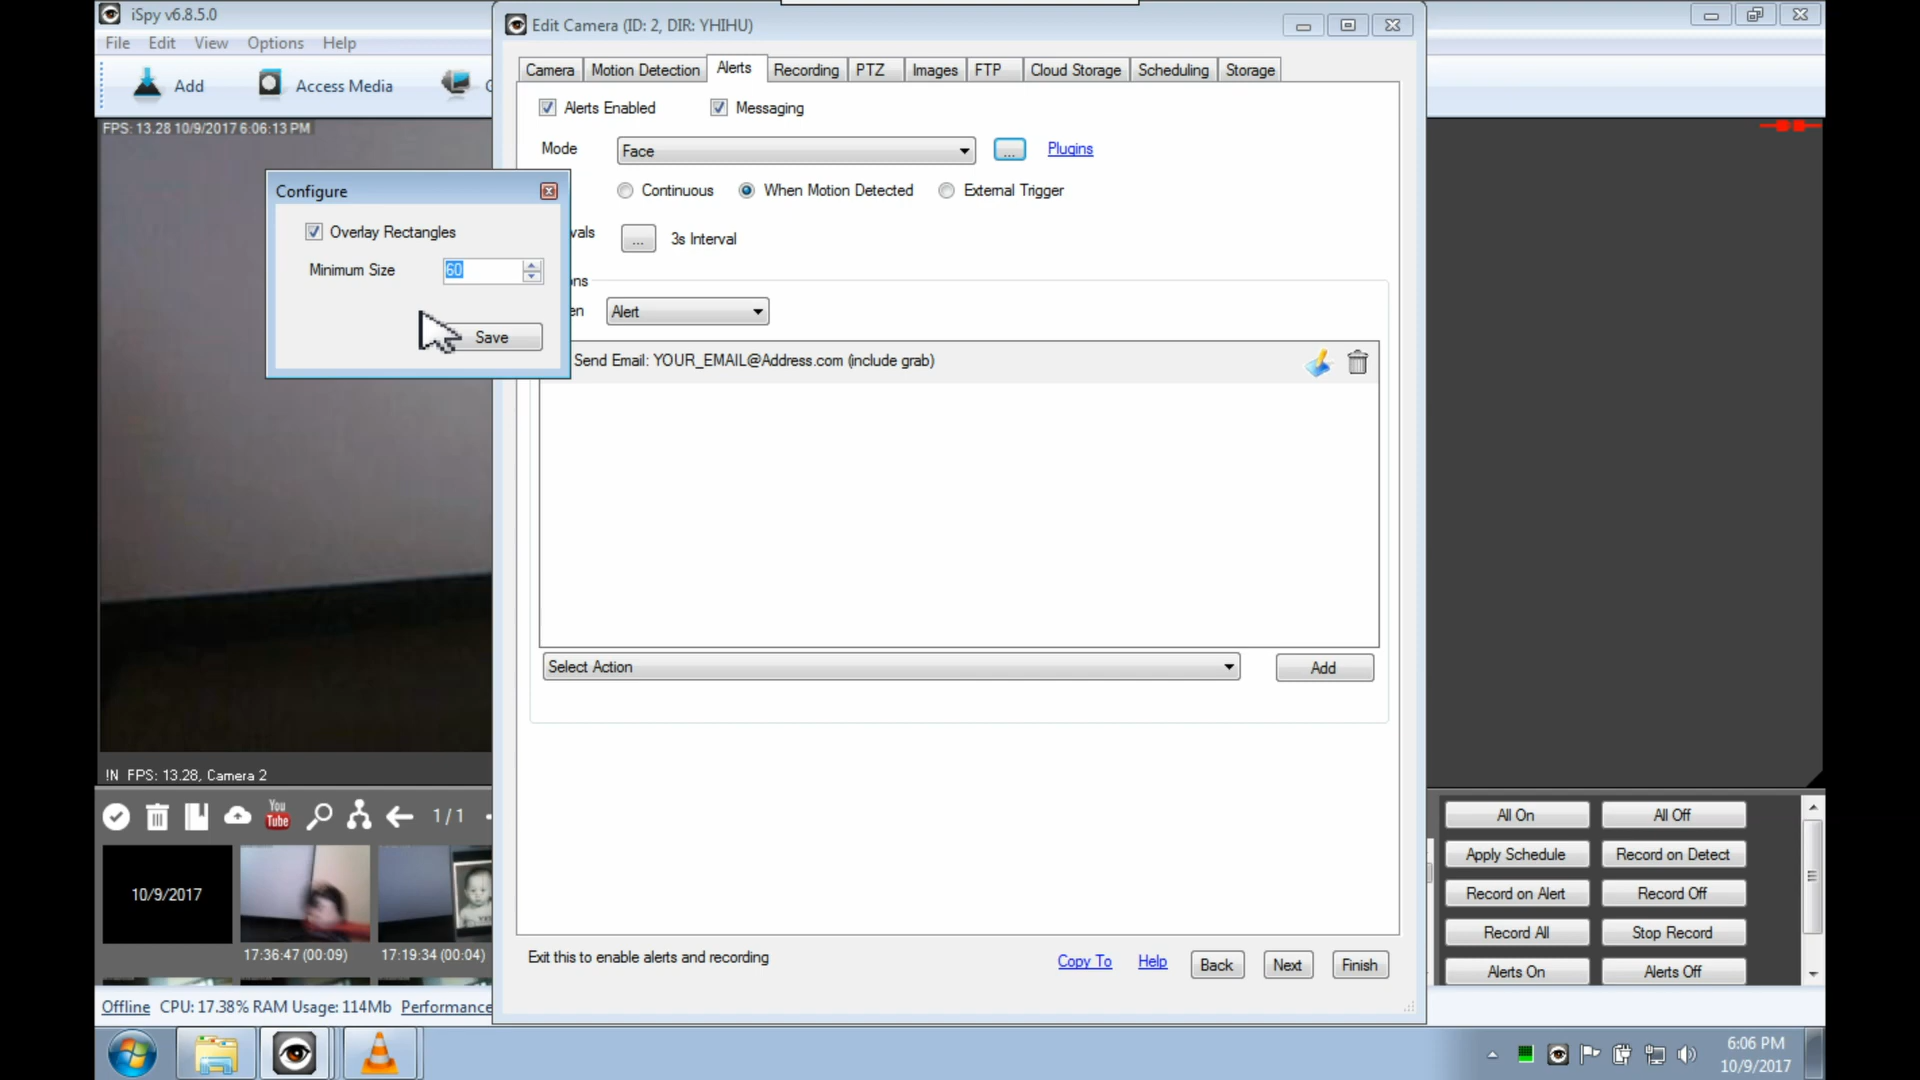 iSpy v6.8.5.0
File Edit View Options Help
Add Access Media
FPS: 13.28 10/9/2017 6:06:13 PM
Edit Camera (ID: 2, DIR: YHIHU)
Camera Motion Detection Alerts Recording PTZ Images FTP Cloud Storage Scheduling Storage
Alerts Enabled Messaging
Mode Face ... Plugins
Continuous When Motion Detected External Trigger
vals ... 3s Interval
ns
en Alert
Send Email: YOUR_EMAIL@Address.com (include grab)
Select Action Add
Exit this to enable alerts and recording
Copy To Help Back Next Finish
Configure
Overlay Rectangles
Minimum Size 60
Save
!N FPS: 13.28, Camera 2
You Tube 1/1
10/9/2017
17:36:47 (00:09) 17:19:34 (00:04)
All On All Off
Apply Schedule Record on Detect
Record on Alert Record Off
Record All Stop Record
Alerts On Alerts Off
Offline CPU: 17.38% RAM Usage: 114Mb Performance
6:06 PM
10/9/2017